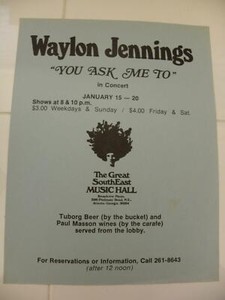 Waylon Jennings
"YOU ASK ME TO"
in Concert
JANUARY 15 — 20
Shows at 8 & 10 p.m.
$3.00 Weekdays & Sunday / $4.00 Friday & Sat.
The Great
SouthEast
MUSIC HALL
Broadview Plaza
Tuborg Beer (by the bucket) and
Paul Masson wines (by the carafe)
served from the lobby.
For Reservations or Information, Call 261-8643
(after 12 noon)